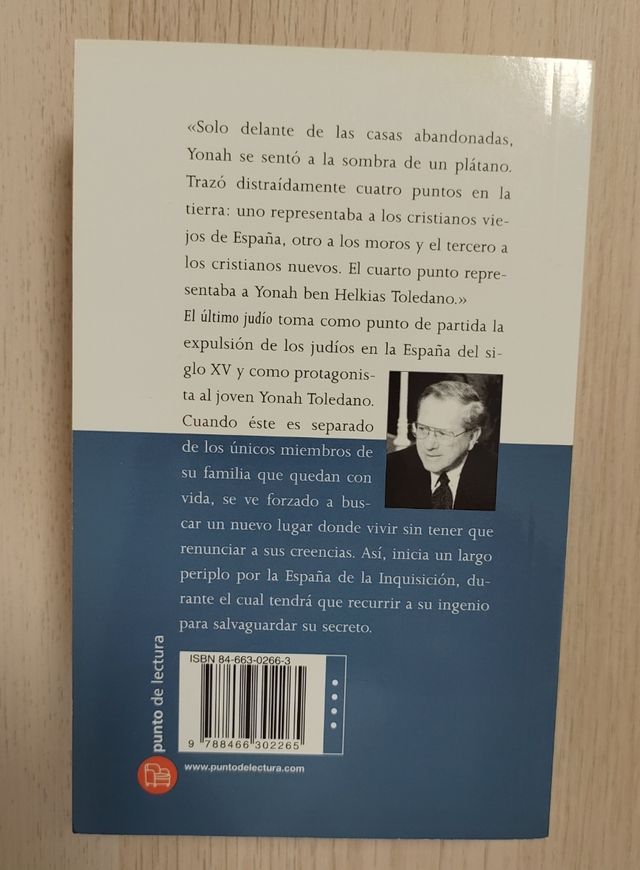 «Solo delante de las casas abandonadas,
Yonah se sentó a la sombra de un plátano.
Trazó distraídamente cuatro puntos en la
tierra: uno representaba a los cristianos vie-
jos de España, otro a los moros y el tercero a
los cristianos nuevos. El cuarto punto repre-
sentaba a Yonah ben Helkias Toledano.»
El último judío toma como punto de partida la
expulsión de los judíos en la España del si-
glo XV y como protagonis-
ta al joven Yonah Toledano.
Cuando éste es separado
de los únicos miembros de
su familia que quedan con
vida, se ve forzado a bus-
car un nuevo lugar donde vivir sin tener que
renunciar a sus creencias. Así, inicia un largo
periplo por la España de la Inquisición, du-
rante el cual tendrá que recurrir a su ingenio
para salvaguardar su secreto.
punto de lectura
ISBN 84-663-0266-3
9 788466 302265
www.puntodelectura.com